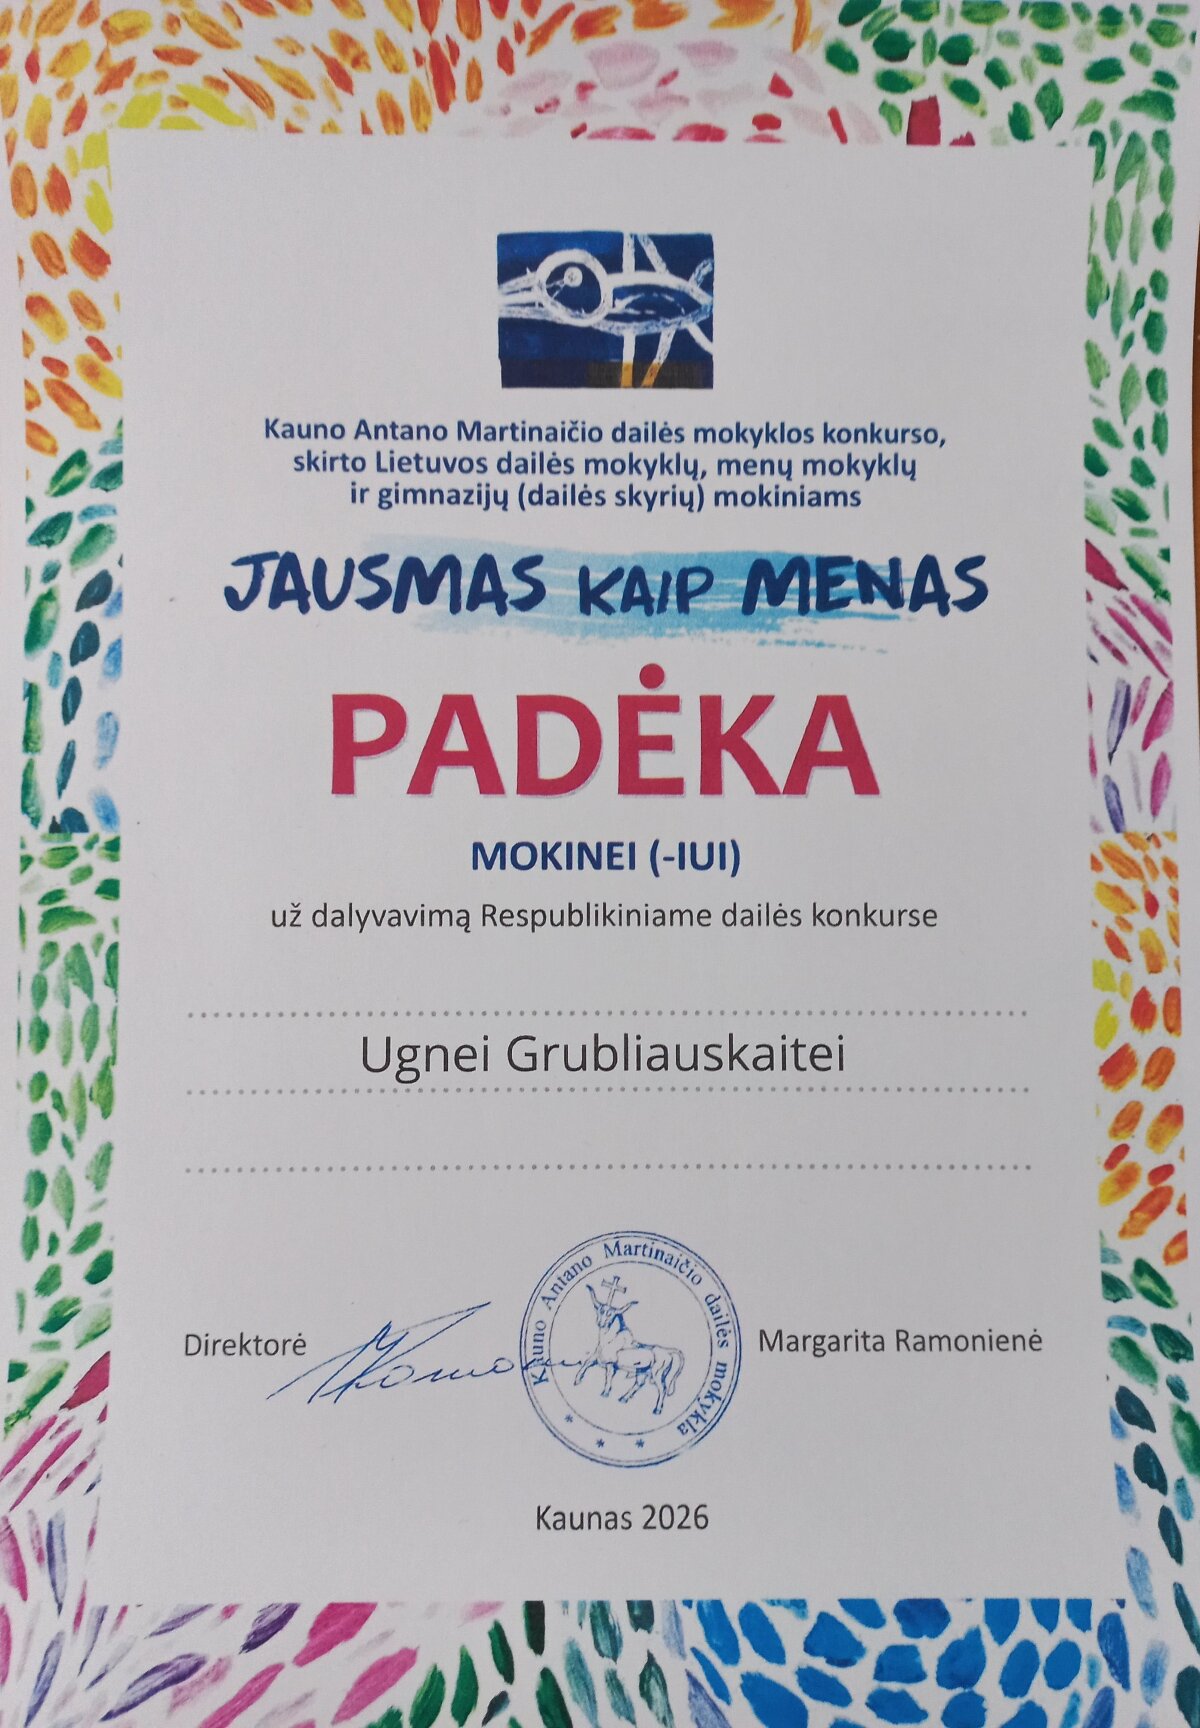 Kauno Antano Martinaičio dailės mokyklos konkurso,
skirto Lietuvos dailės mokyklų, menų mokyklų
ir gimnazijų (dailės skyrių) mokiniams
JAUSMAS KAIP MENAS
PADĖKA
MOKINEI (-IUI)
už dalyvavimą Respublikiniame dailės konkurse
Ugnei Grubliauskaitei
Direktorė
Kauno Antano Martinaičio dailės mokykla
Margarita Ramonienė
Kaunas 2026